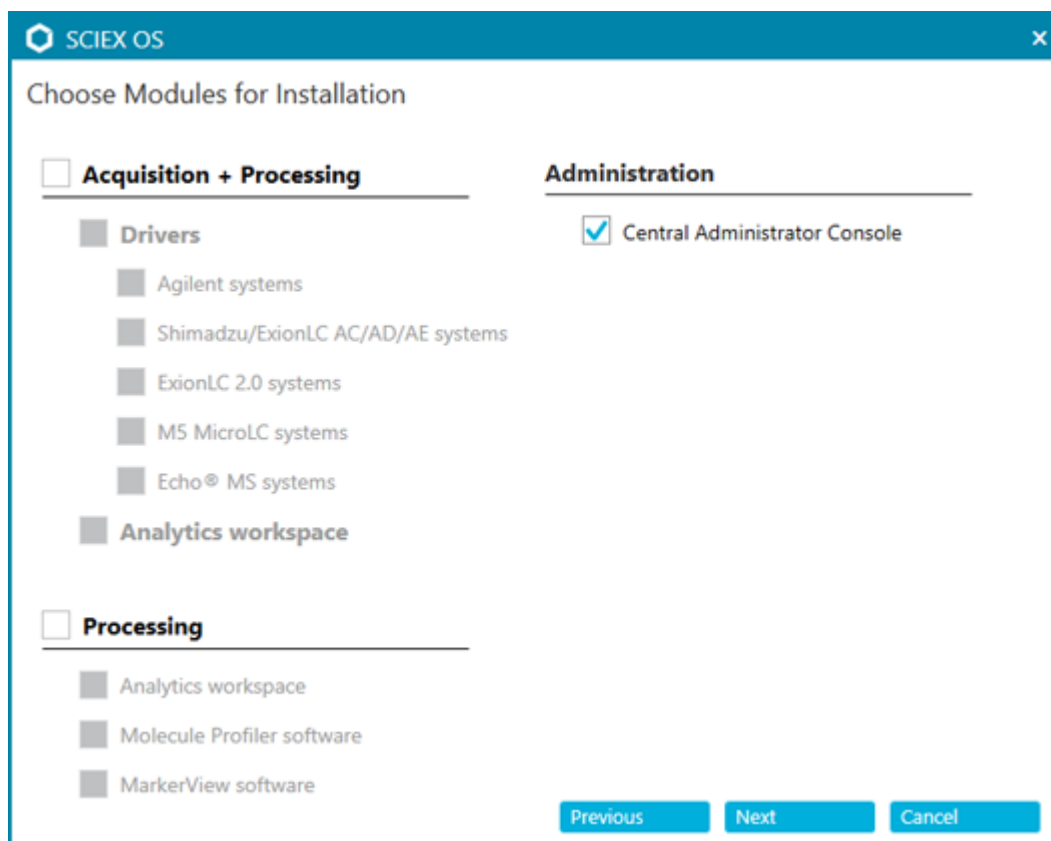 SCIEX OS
Choose Modules for Installation
Acquisition + Processing
Drivers
Agilent systems
Shimadzu/ExionLC AC/AD/AE systems
ExionLC 2.0 systems
M5 MicroLC systems
Echo® MS systems
Analytics workspace
Processing
Analytics workspace
Molecule Profiler software
MarkerView software
Administration
Central Administrator Console
Previous
Next
Cancel